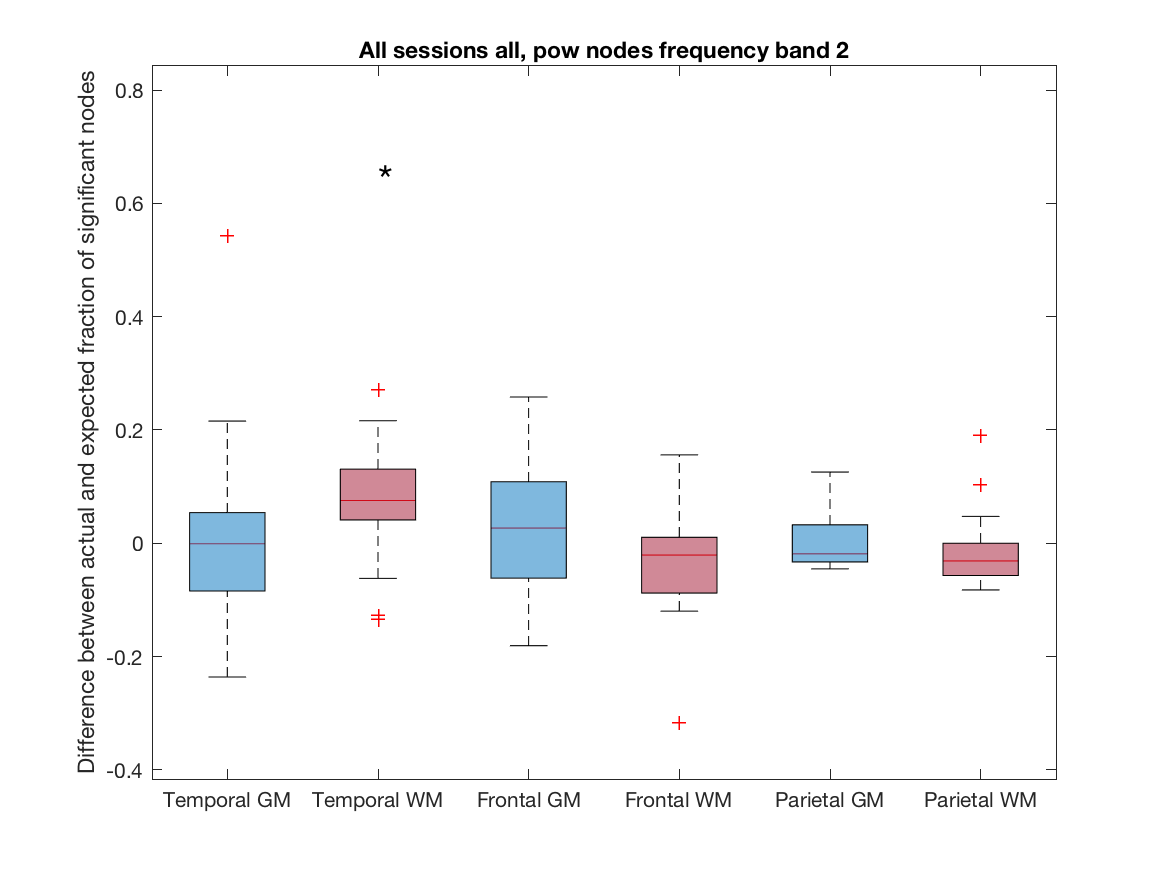 All sessions all, pow nodes frequency band 2
Difference between actual and expected fraction of significant nodes
0.8
0.6
0.4
0.2
0
-0.2
-0.4
*
Temporal GM
Temporal WM
Frontal GM
Frontal WM
Parietal GM
Parietal WM